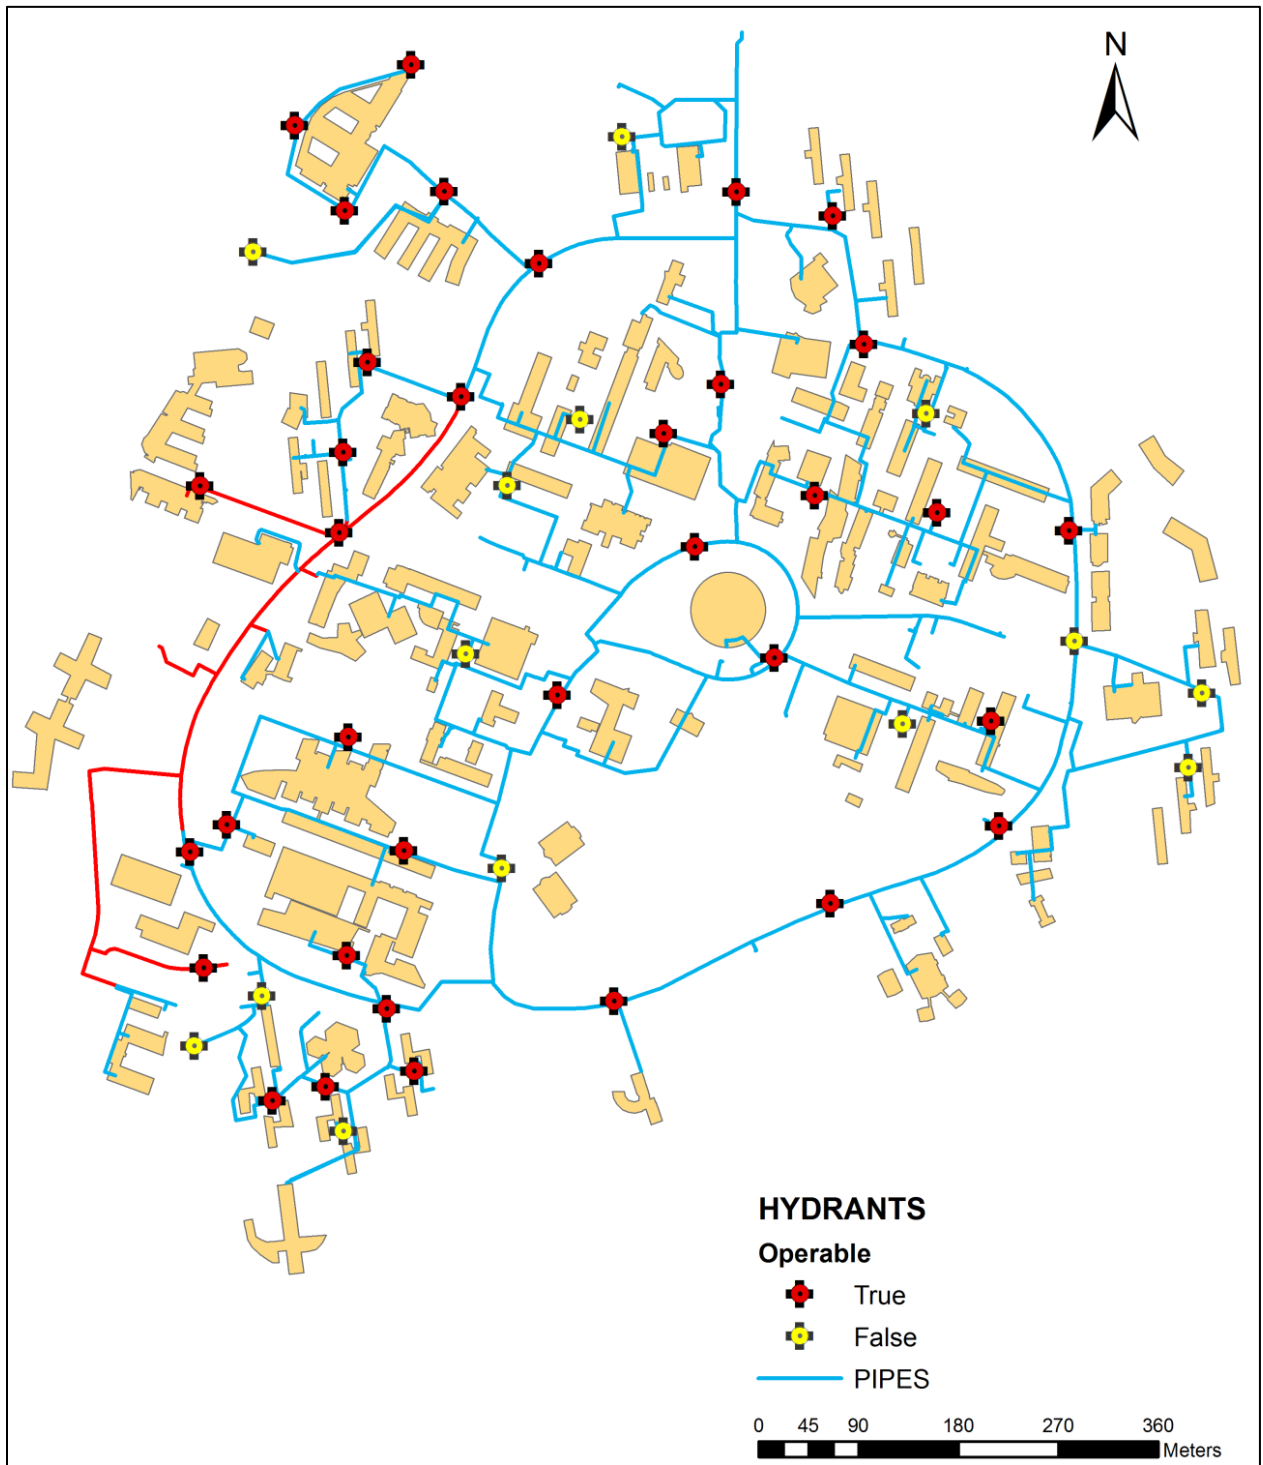 N
HYDRANTS
Operable
True
False
PIPES
0 45 90 180 270 360
Meters